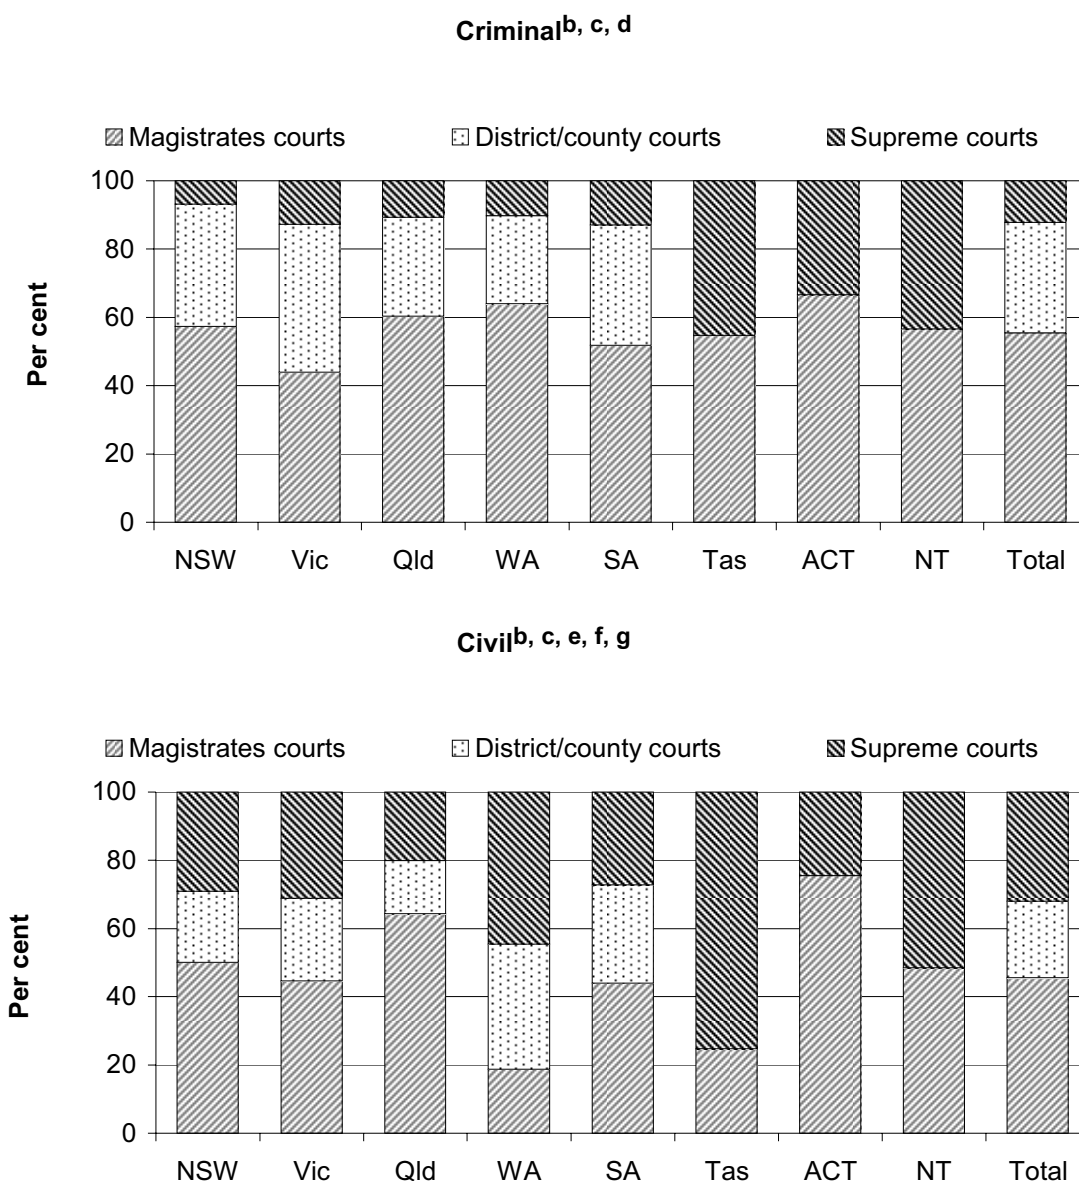 Criminal^b, c, d
Magistrates courts District/county courts Supreme courts
100
80
60
40
20
0
Per cent
NSW Vic Qld WA SA Tas ACT NT Total
Civil^b, c, e, f, g
Magistrates courts District/county courts Supreme courts
100
80
60
40
20
0
Per cent
NSW Vic Qld WA SA Tas ACT NT Total